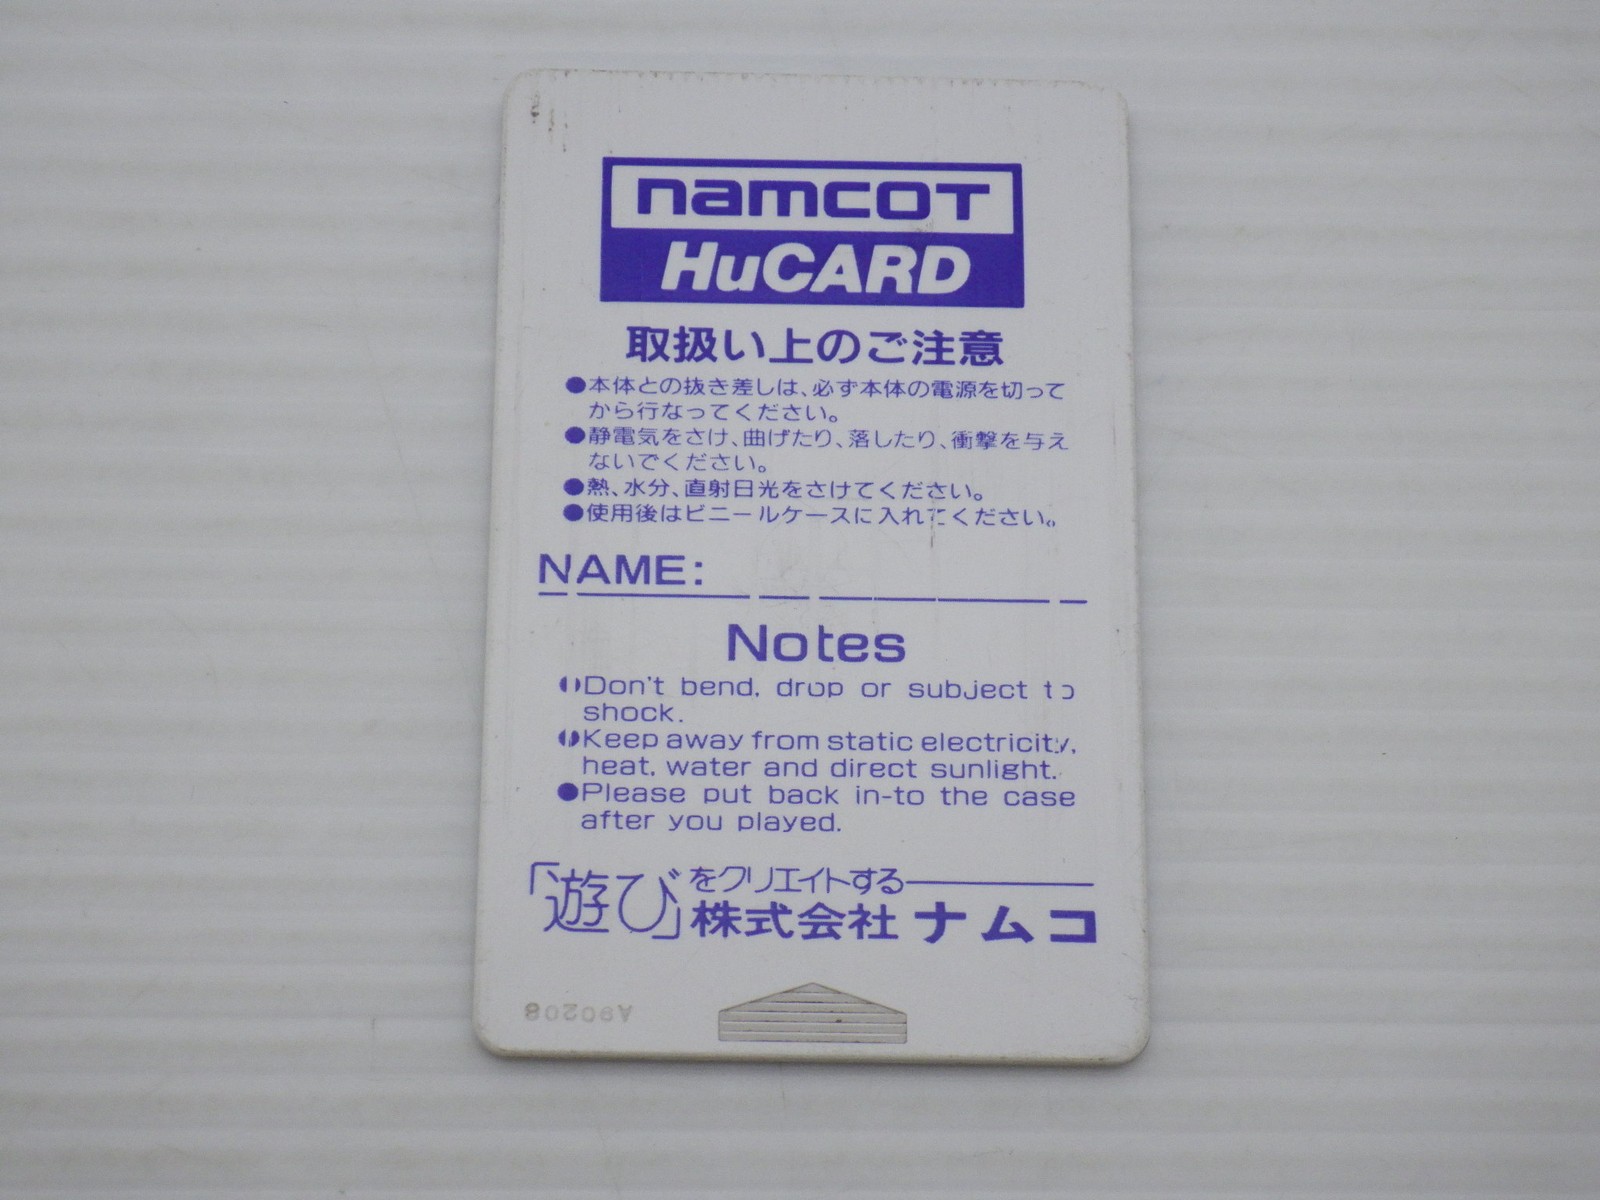 namcoT
HuCARD
取扱い上のご注意
●本体との抜き差しは、必ず本体の電源を切って
から行なってください。
●静電気をさけ、曲げたり、落したり、衝撃を与え
ないでください。
●熱、水分、直射日光をさけてください。
●使用後はビニールケースに入れてください。
NAME:
Notes
●Don't bend, drop or subject to
shock.
●Keep away from static electricity,
heat, water and direct sunlight.
●Please put back in-to the case
after you played.
「遊び」をクリエイトする——
株式会社ナムコ
A90208